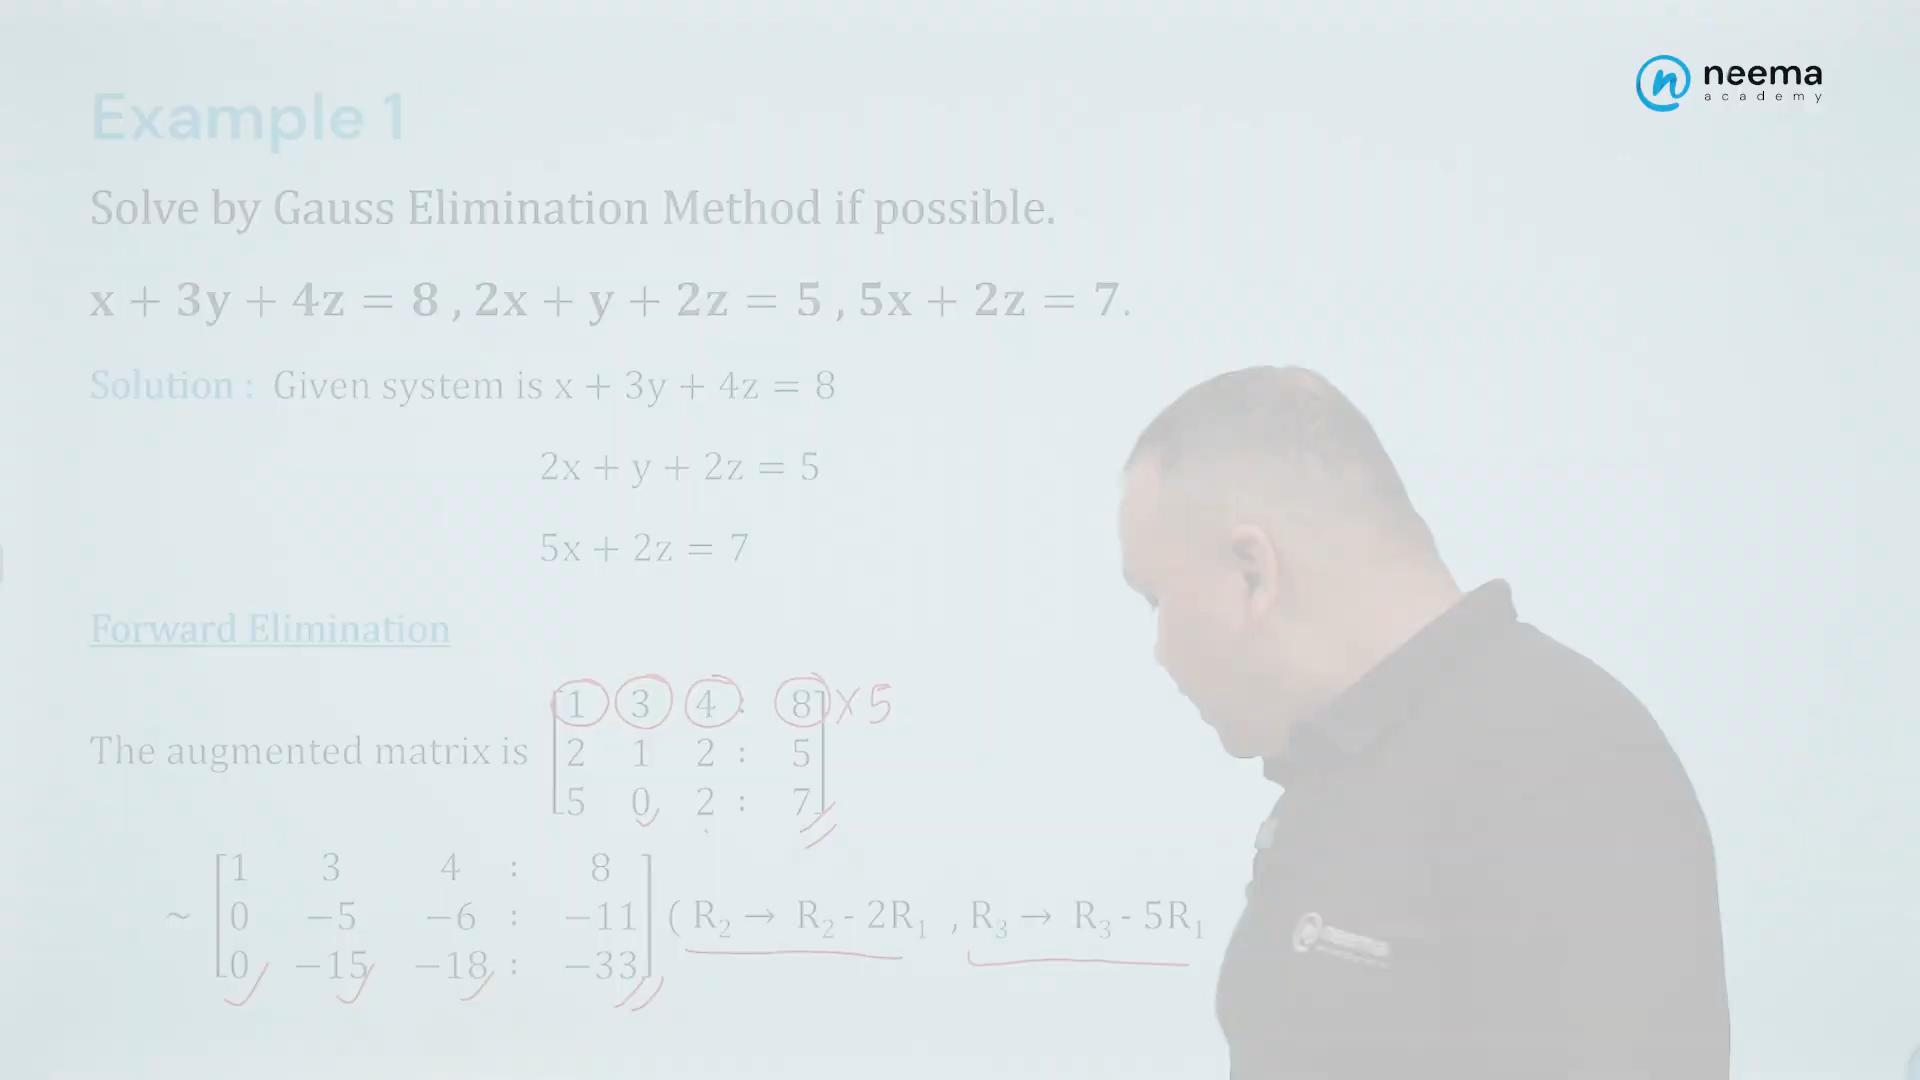 neema
academy
Example 1
Solve by Gauss Elimination Method if possible.
x + 3y + 4z = 8 , 2x + y + 2z = 5 , 5x + 2z = 7.
Solution : Given system is x + 3y + 4z = 8
2x + y + 2z = 5
5x + 2z = 7
Forward Elimination
The augmented matrix is
1 3 4 : 8 × 5
2 1 2 : 5
5 0 2 : 7
~
1 3 4 : 8
0 −5 −6 : −11 ( R₂ → R₂ - 2R₁ , R₃ → R₃ - 5R₁
0 −15 −18 : −33